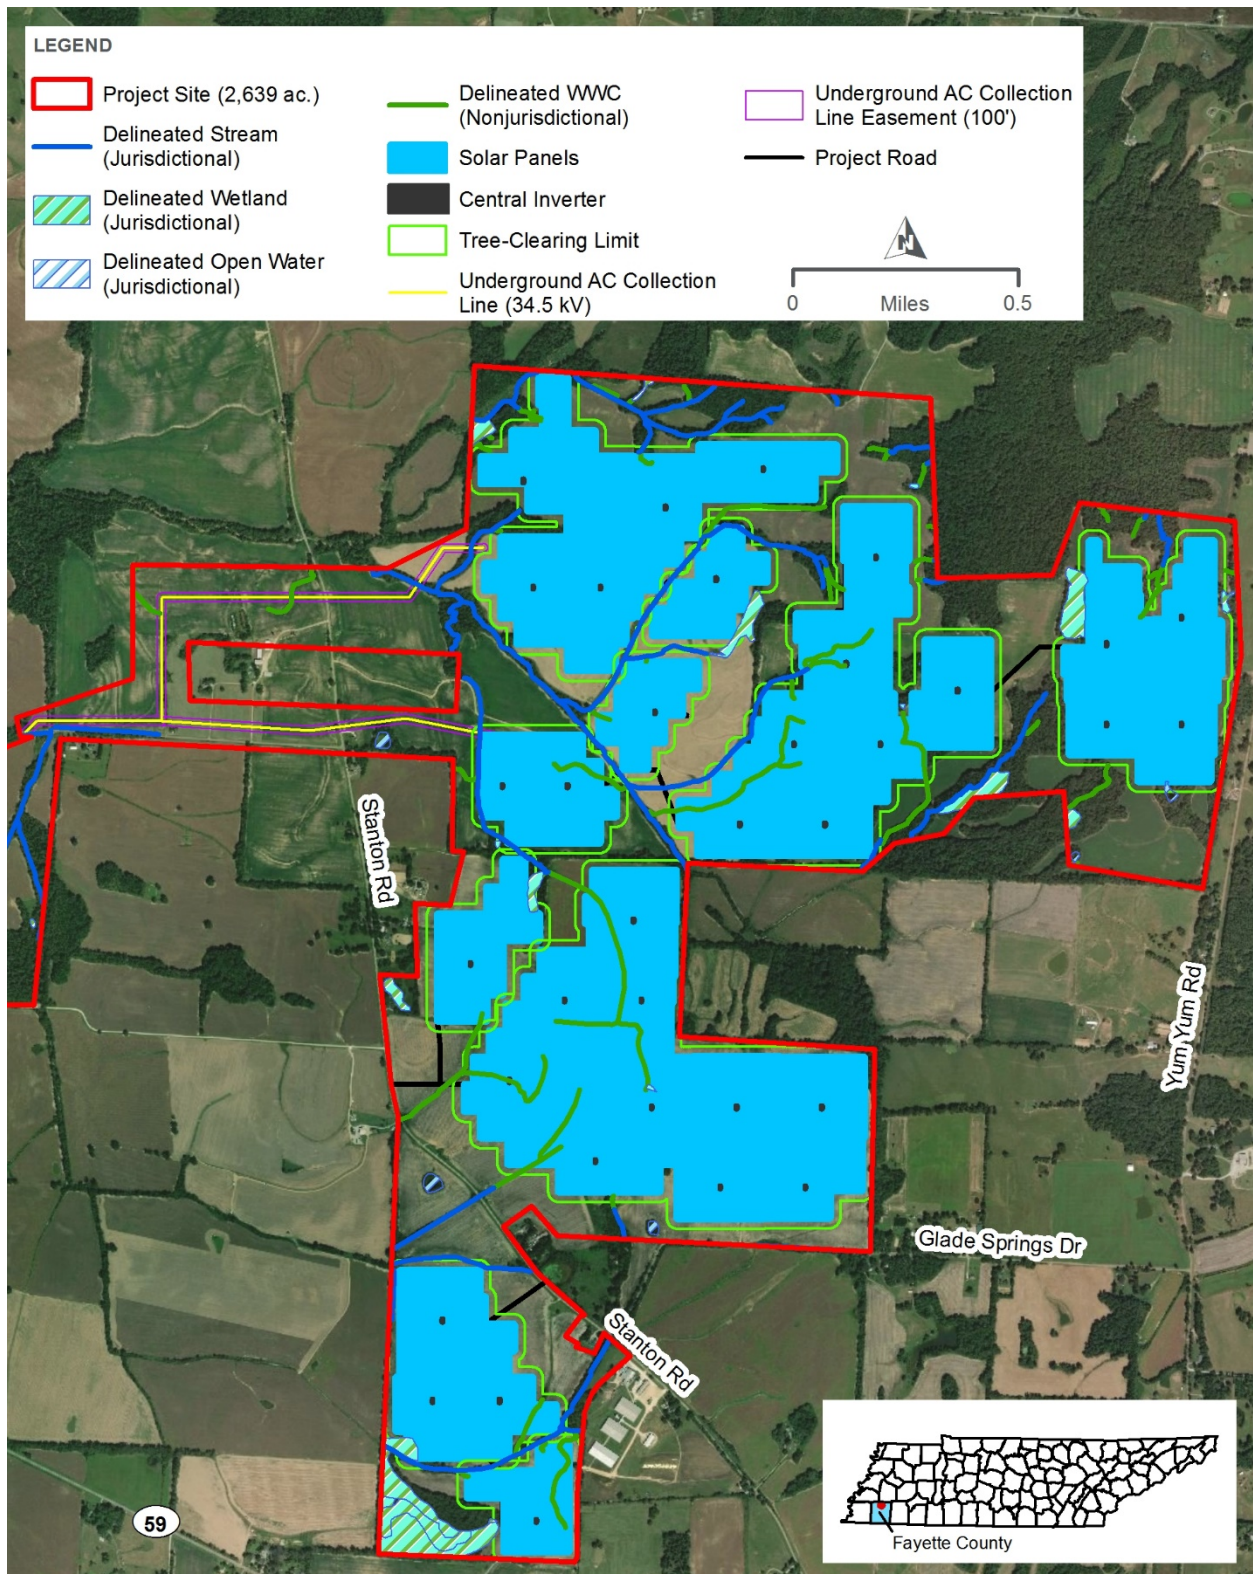 LEGEND
Project Site (2,639 ac.)
Delineated Stream
(Jurisdictional)
Delineated Wetland
(Jurisdictional)
Delineated Open Water
(Jurisdictional)
Delineated WWC
(Nonjurisdictional)
Solar Panels
Central Inverter
Tree-Clearing Limit
Underground AC Collection
Line (34.5 kV)
Underground AC Collection
Line Easement (100')
Project Road
N
0 0.5
Miles
Stanton Rd
Yum Yum Rd
Glade Springs Dr
Stanton Rd
59
Fayette County